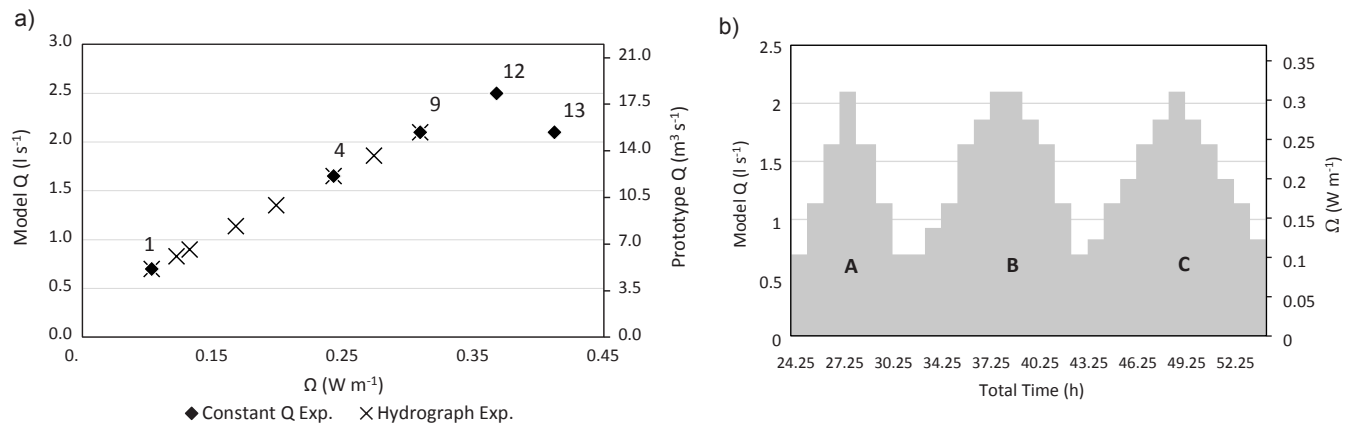 a)
3.0
2.5
2.0
1.5
1.0
0.5
0.0
Model Q (l s-1)
0.
0.15
0.25
0.35
0.45
Ω (W m-1)
21.0
17.5
14.0
10.5
7.0
3.5
0.0
Prototype Q (m3 s-1)
1
4
9
12
13
Constant Q Exp.
Hydrograph Exp.
b)
2.5
2
1.5
1
0.5
0
Model Q (l s-1)
A
B
C
0.35
0.3
0.25
0.2
0.15
0.1
0.05
0
Ω (W m-1)
24.25 27.25 30.25 34.25 37.25 40.25 43.25 46.25 49.25 52.25
Total Time (h)